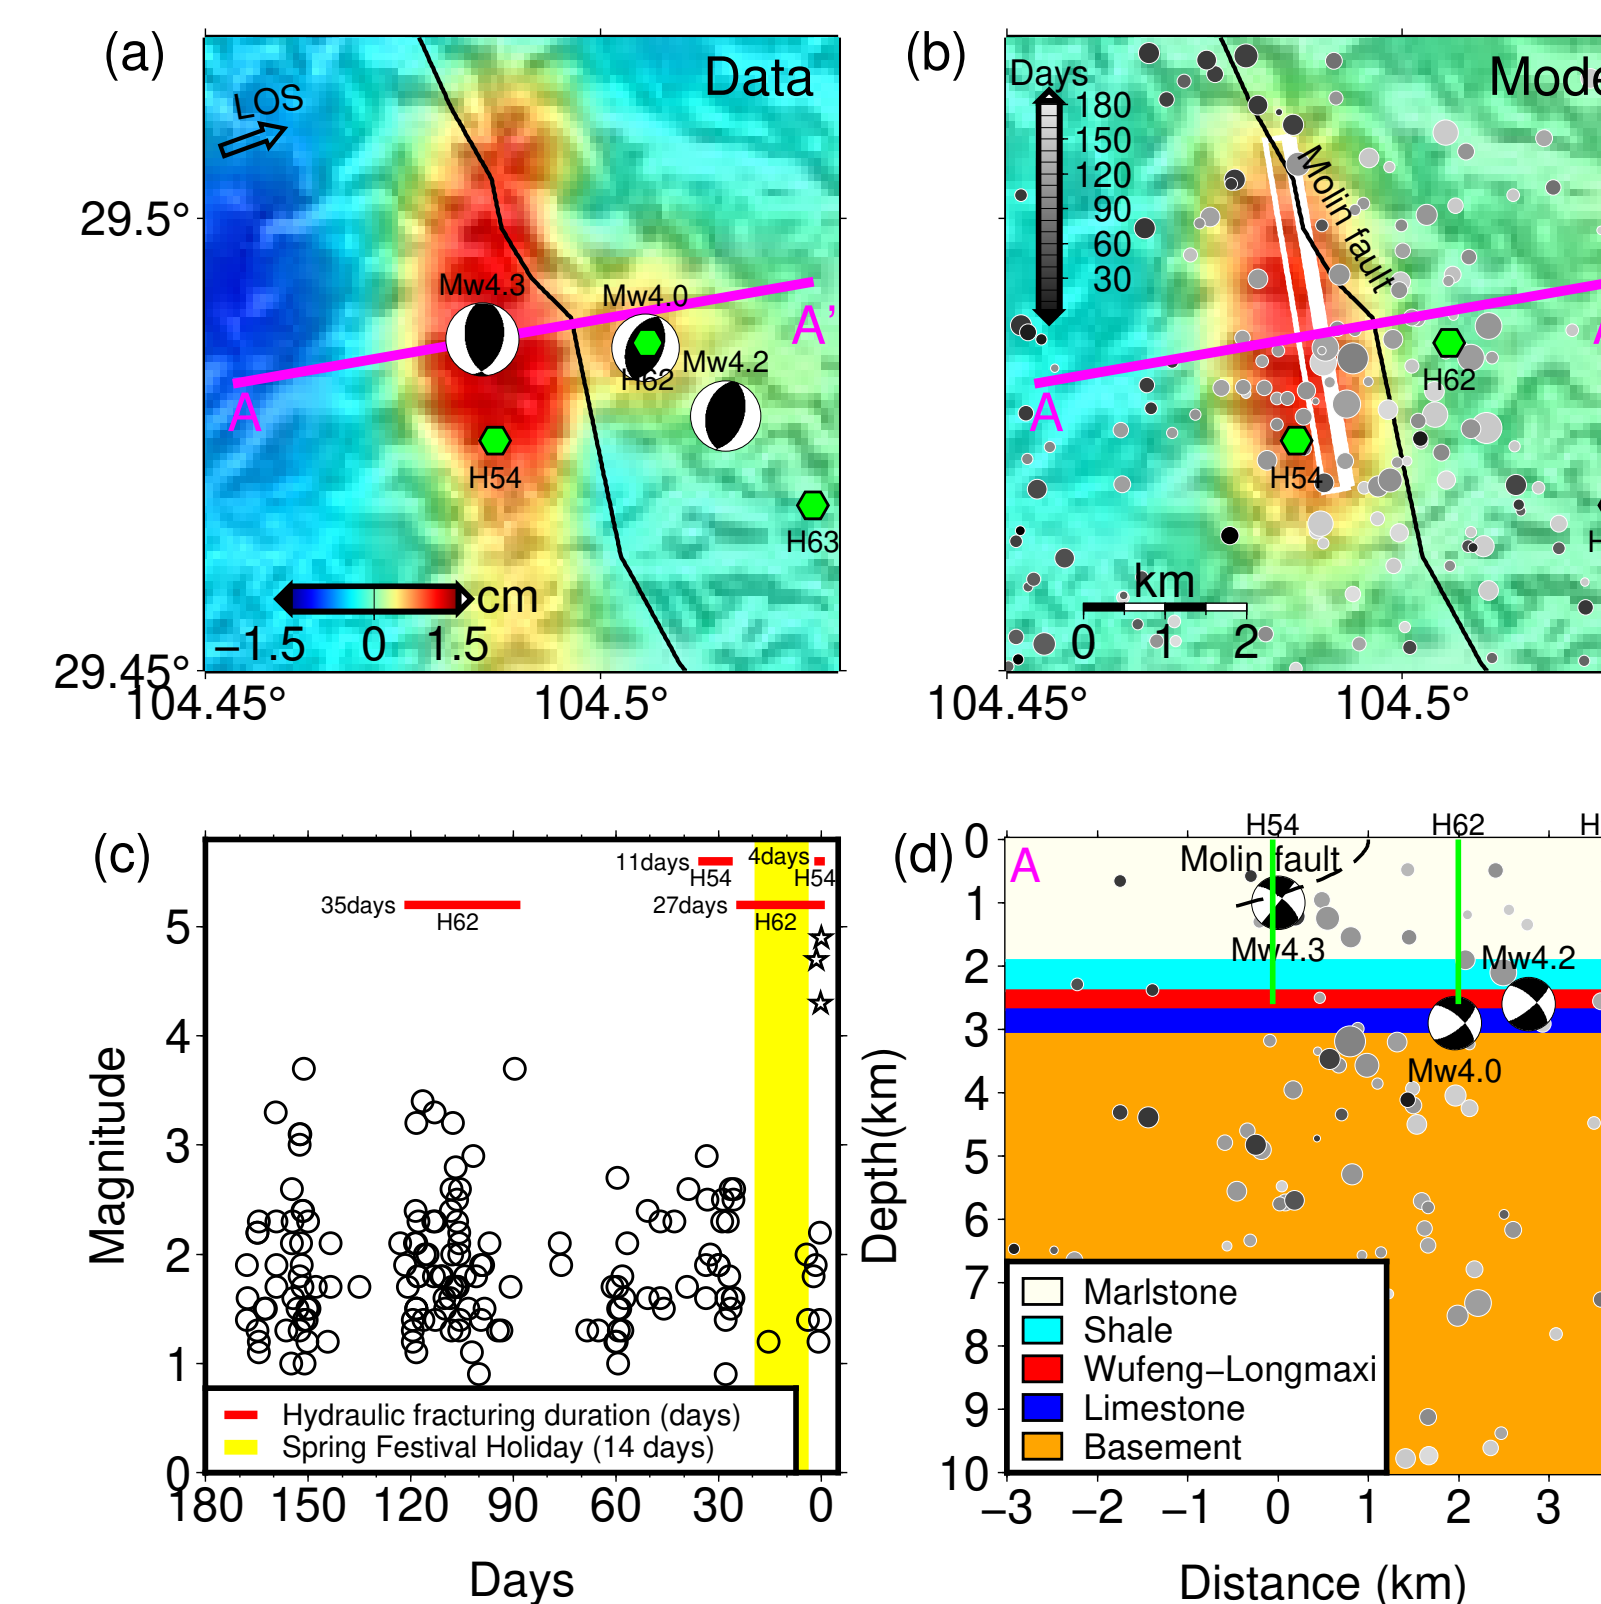 (a)
Data
LOS
29.5°
Mw4.3
Mw4.0
A'
Mw4.2
H62
A
H54
H63
cm
−1.5 0 1.5
29.45°
104.45° 104.5°
(b)
Days
Mode
180
150
120
90
60
30
Molin fault
A
H62
H54
H
km
0 1 2
104.45° 104.5°
(c)
11days
H54
4days
H54
35days
H62
27days
H62
5
4
3
2
1
0
Magnitude
Hydraulic fracturing duration (days)
Spring Festival Holiday (14 days)
180 150 120 90 60 30 0
Days
(d)
H54 H62 H
A
Molin fault
Mw4.3
Mw4.2
Mw4.0
0
1
2
3
4
5
6
7
8
9
10
Depth(km)
Marlstone
Shale
Wufeng−Longmaxi
Limestone
Basement
−3 −2 −1 0 1 2 3
Distance (km)